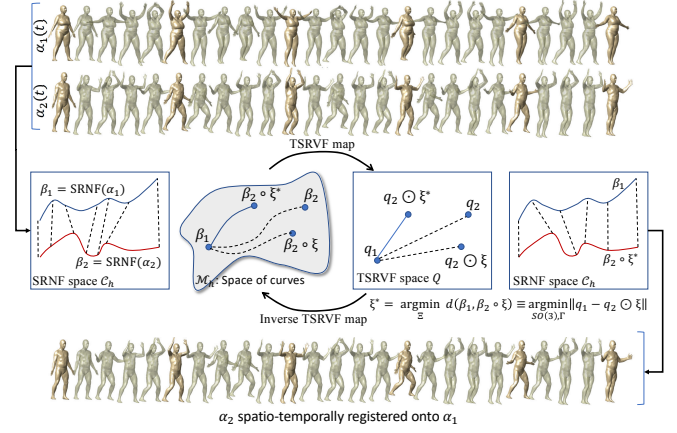 α₁(t)
α₂(t)
TSRVF map
β₁ = SRNF(α₁)
β₂ = SRNF(α₂)
SRNF space 𝒞ₕ
β₂ ∘ ξ*
β₂
β₁
β₂ ∘ ξ
ℳₕ: Space of curves
q₂ ⊙ ξ*
q₂
q₁
q₂ ⊙ ξ
TSRVF space Q
β₁
β₂ ∘ ξ*
SRNF space 𝒞ₕ
Inverse TSRVF map
ξ* = argmin d(β₁, β₂ ∘ ξ) ≡ argmin‖q₁ − q₂ ⊙ ξ‖
Ξ SO(3),Γ
α₂ spatio-temporally registered onto α₁